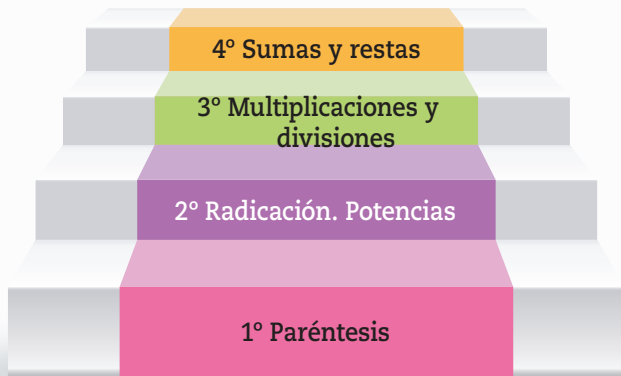 4º Sumas y restas
3º Multiplicaciones y
divisiones
2º Radicación. Potencias
1º Paréntesis